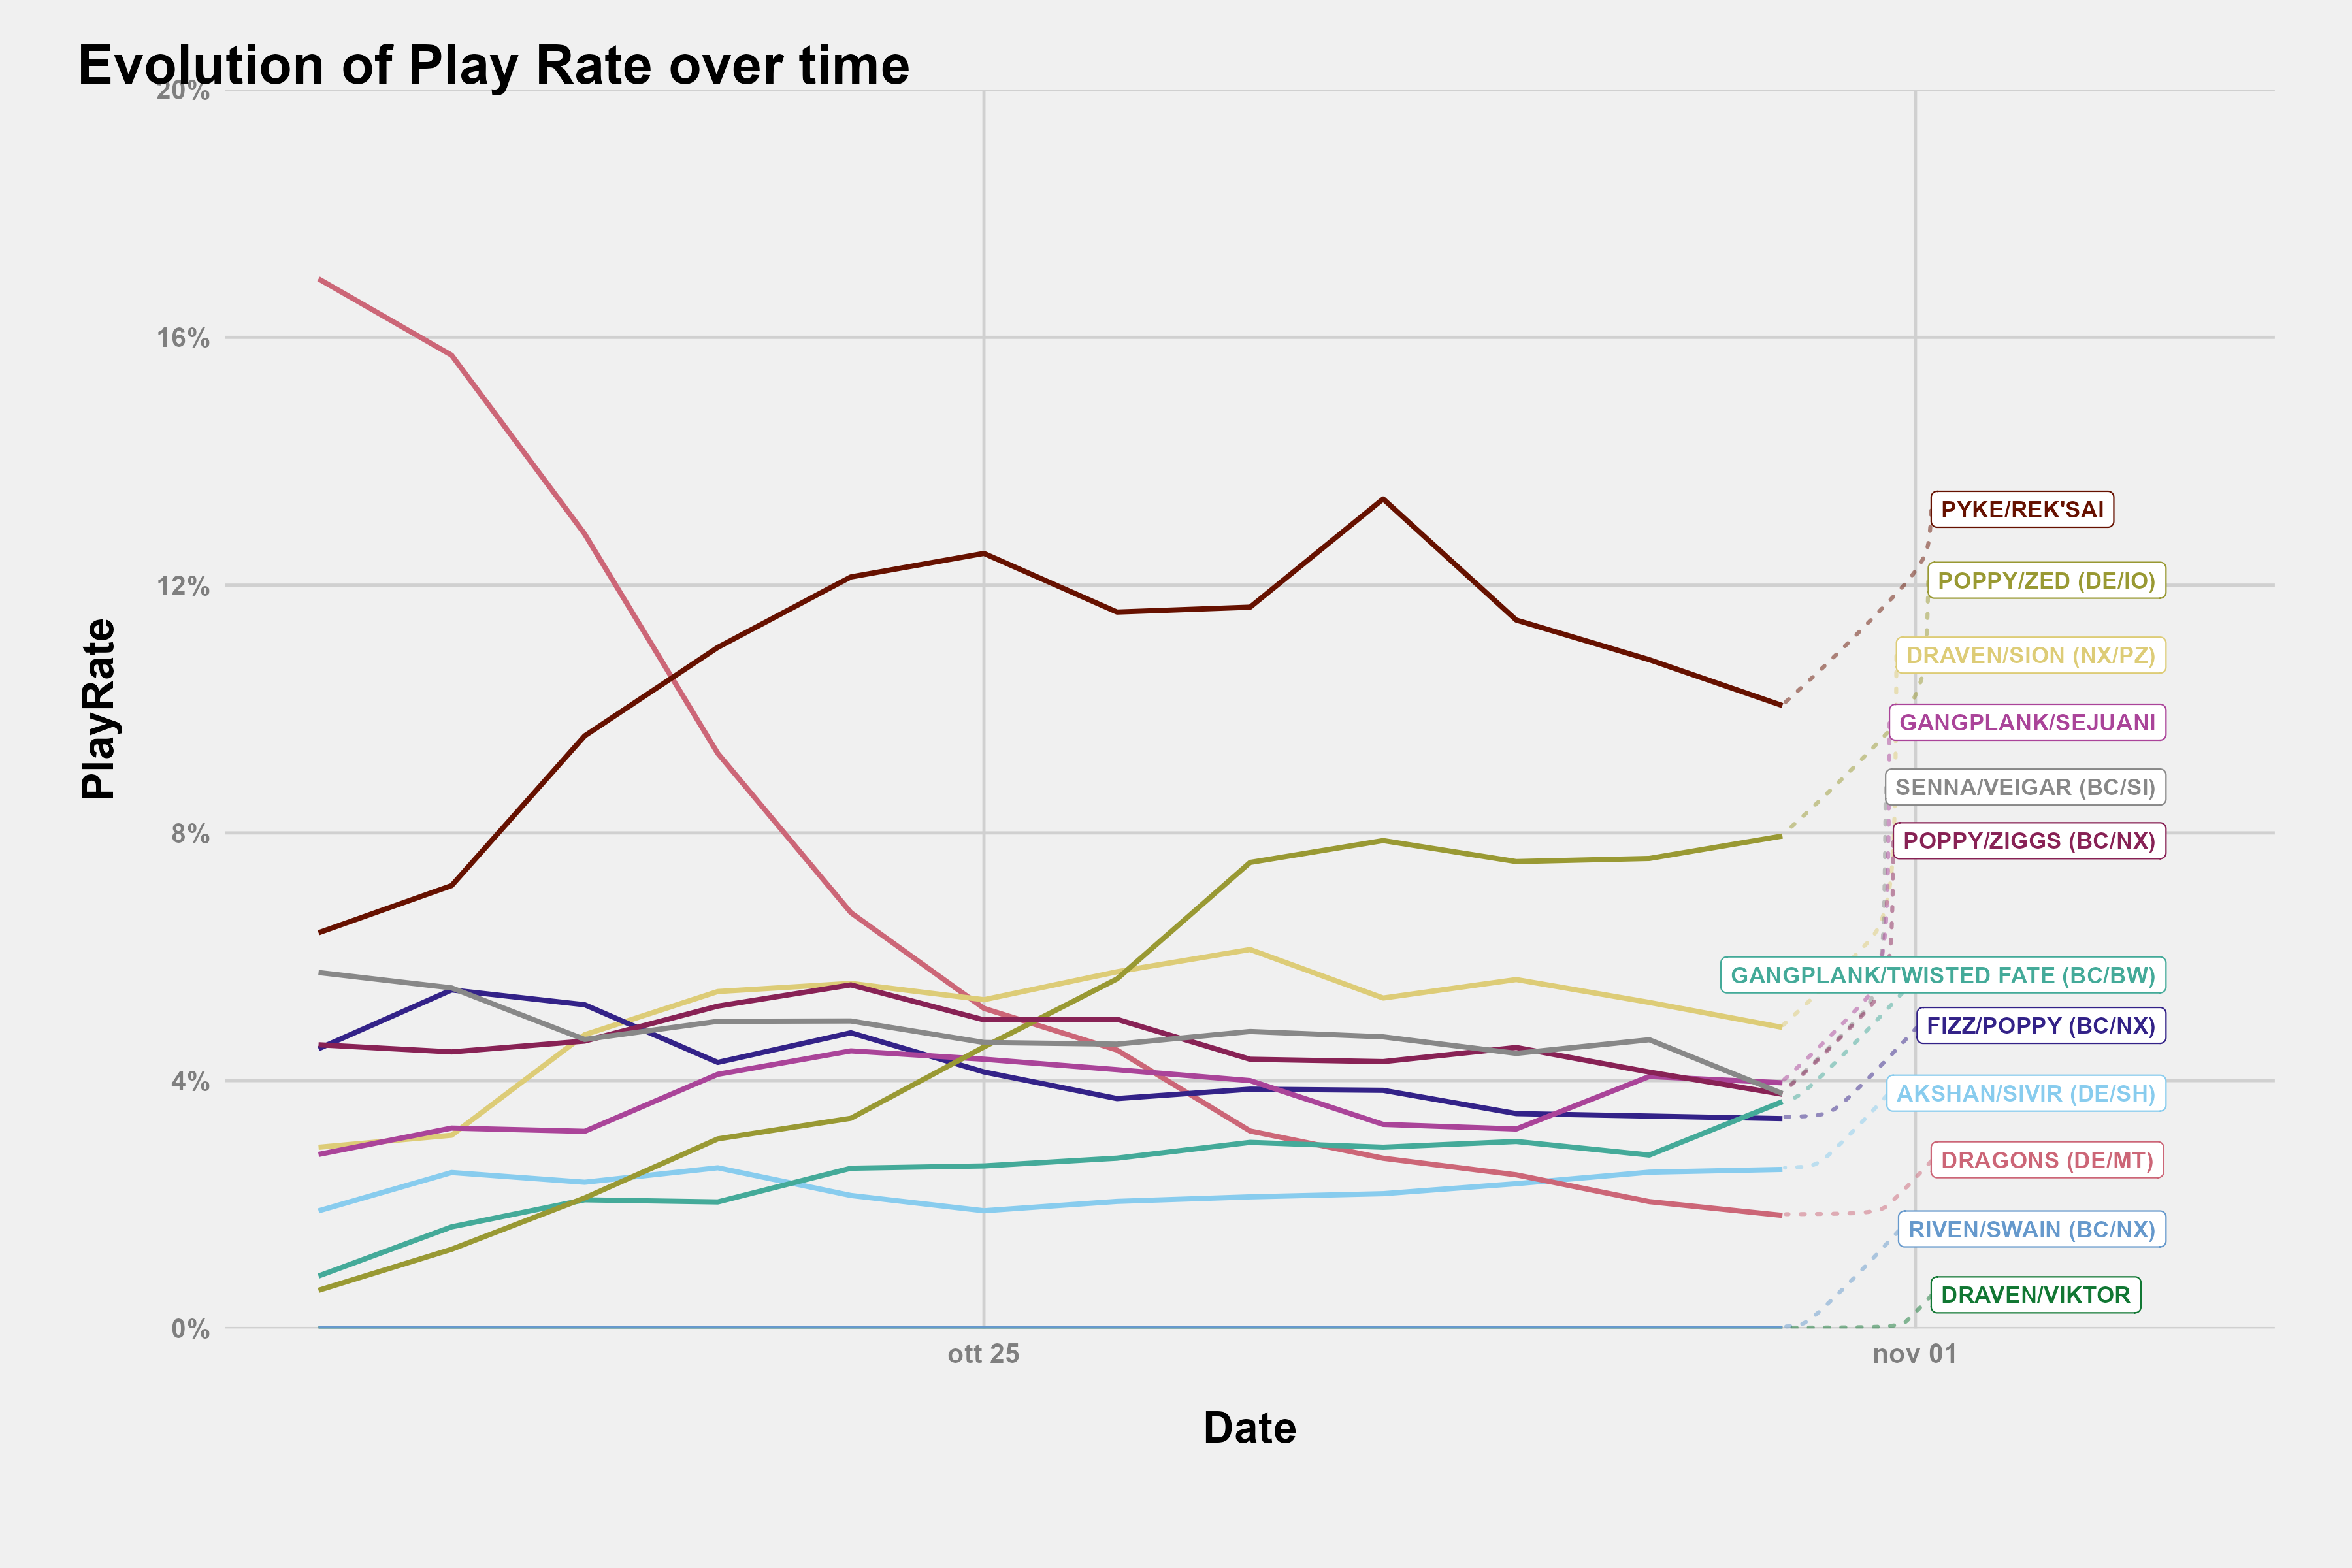 Evolution of Play Rate over time
20%
16%
12%
8%
4%
0%
PlayRate
PYKE/REK'SAI
POPPY/ZED (DE/IO)
DRAVEN/SION (NX/PZ)
GANGPLANK/SEJUANI
SENNA/VEIGAR (BC/SI)
POPPY/ZIGGS (BC/NX)
GANGPLANK/TWISTED FATE (BC/BW)
FIZZ/POPPY (BC/NX)
AKSHAN/SIVIR (DE/SH)
DRAGONS (DE/MT)
RIVEN/SWAIN (BC/NX)
DRAVEN/VIKTOR
ott 25
nov 01
Date